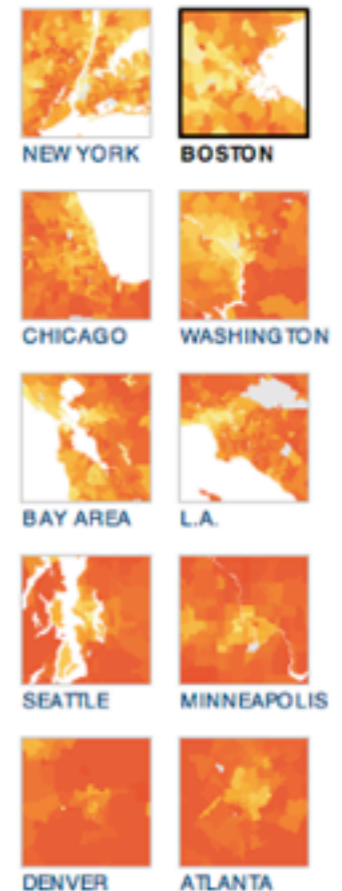 NEW YORK BOSTON
CHICAGO WASHINGTON
BAY AREA L.A.
SEATTLE MINNEAPOLIS
DENVER ATLANTA